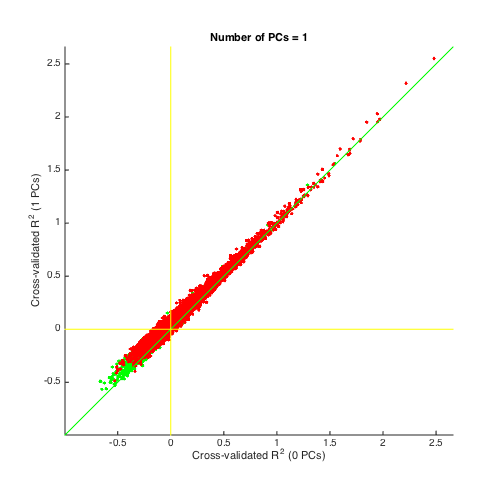 Number of PCs = 1
Cross-validated R² (1 PCs)
2.5
2
1.5
1
0.5
0
-0.5
-0.5 0 0.5 1 1.5 2 2.5
Cross-validated R² (0 PCs)